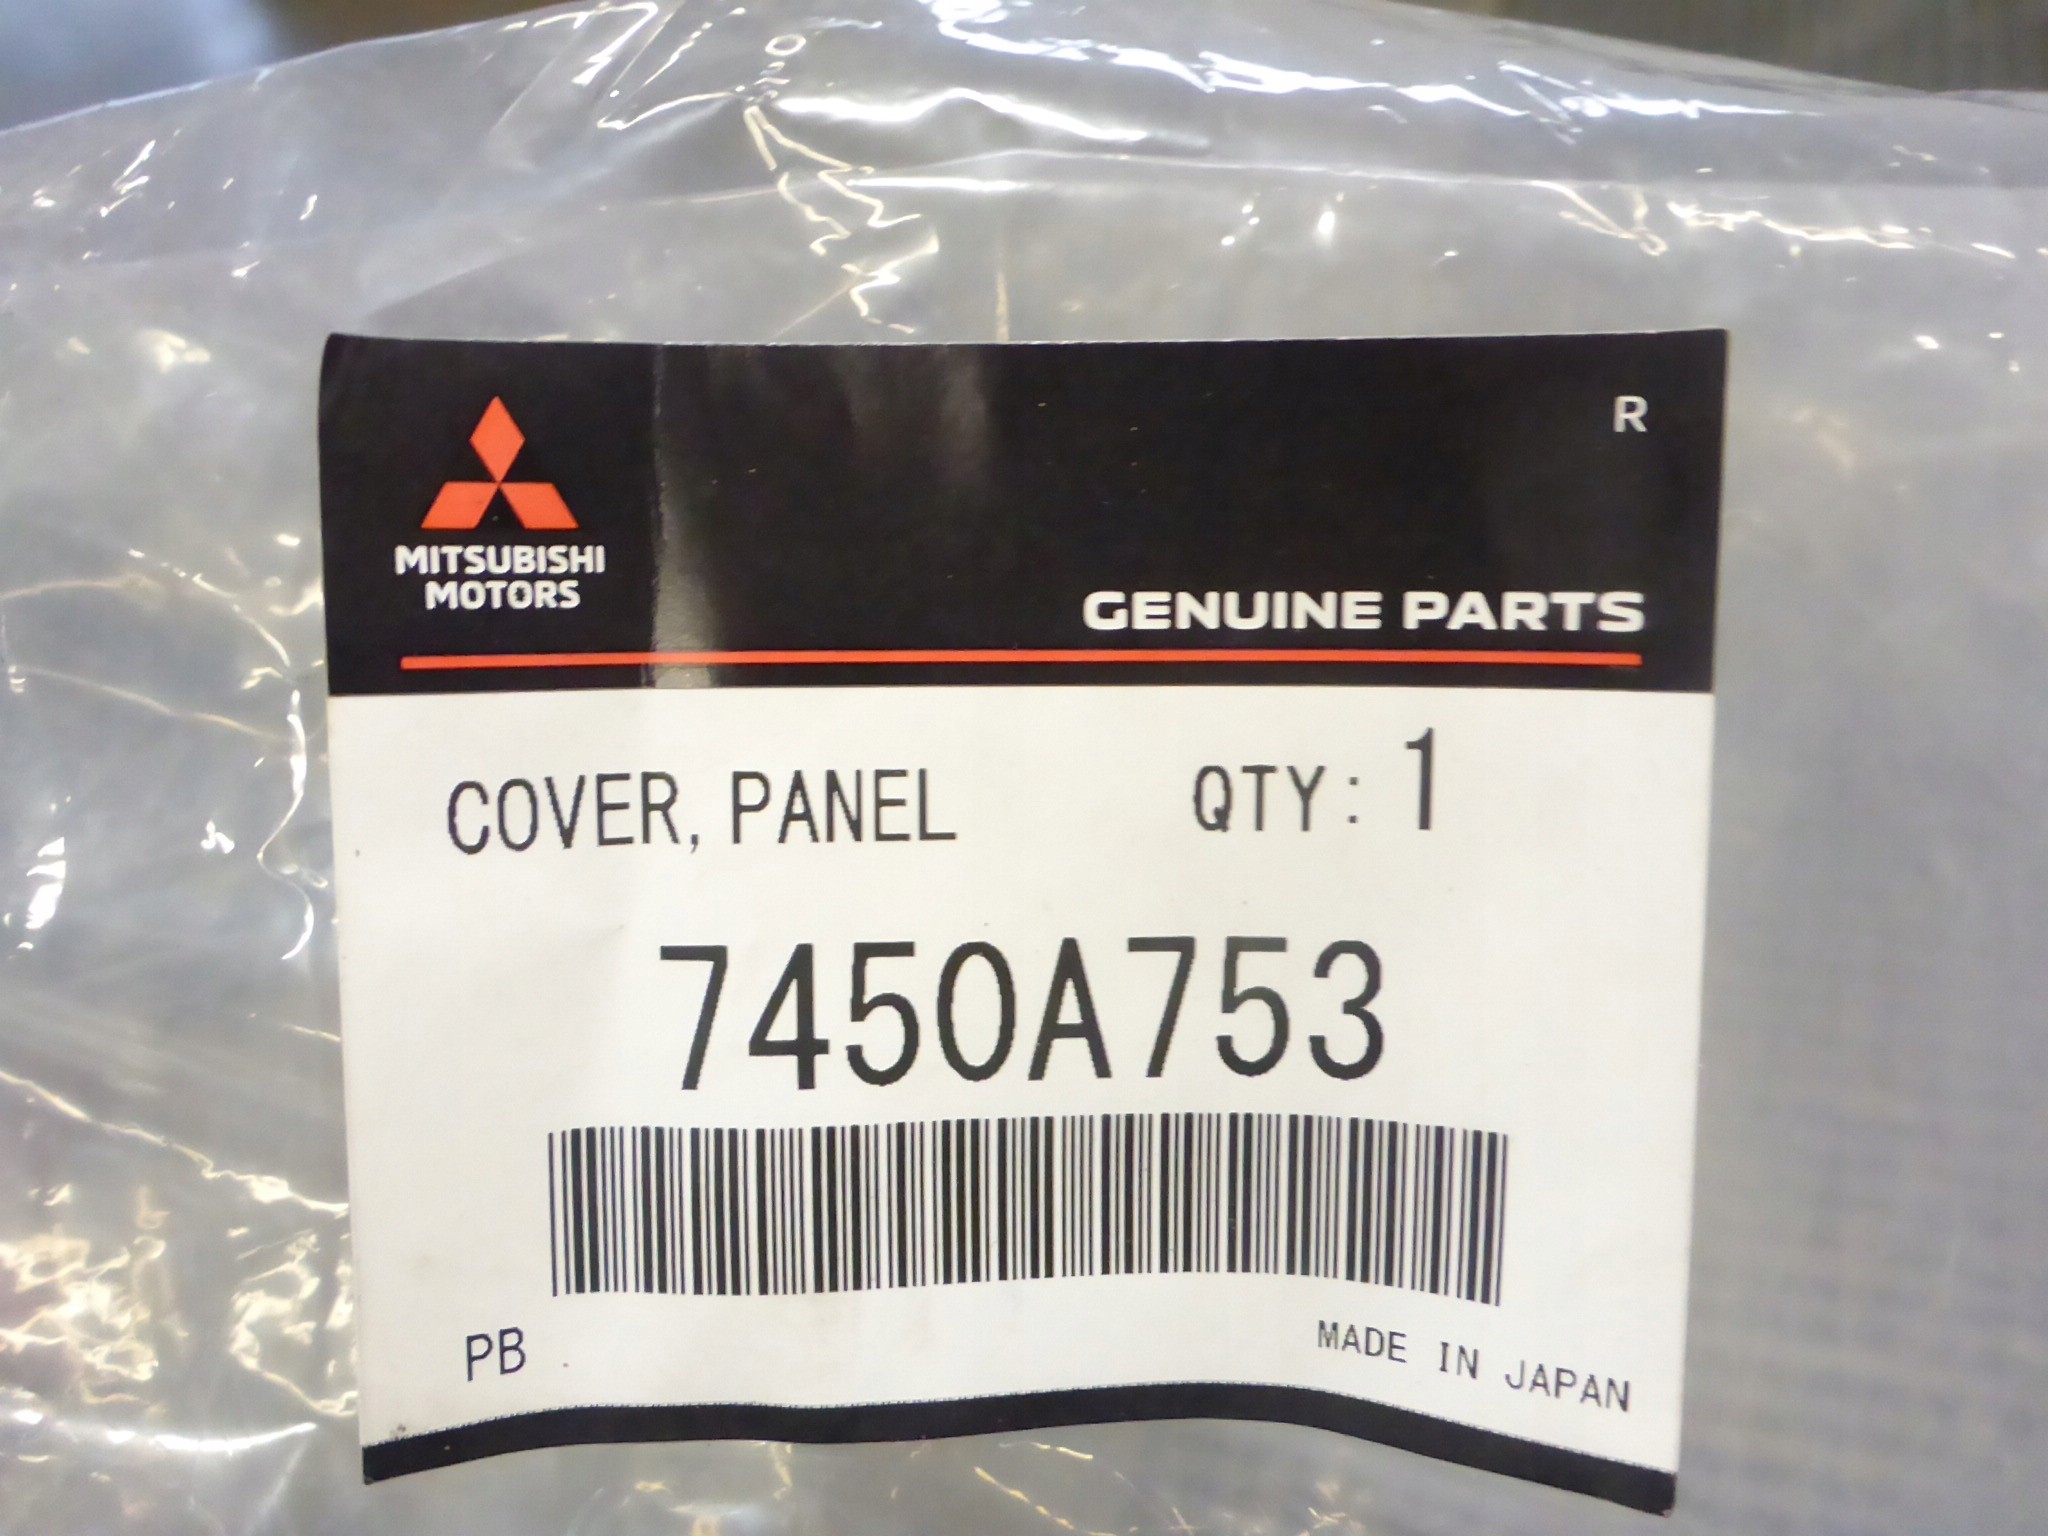 R
MITSUBISHI
MOTORS
GENUINE PARTS
COVER, PANEL QTY: 1
7450A753
PB
MADE IN JAPAN